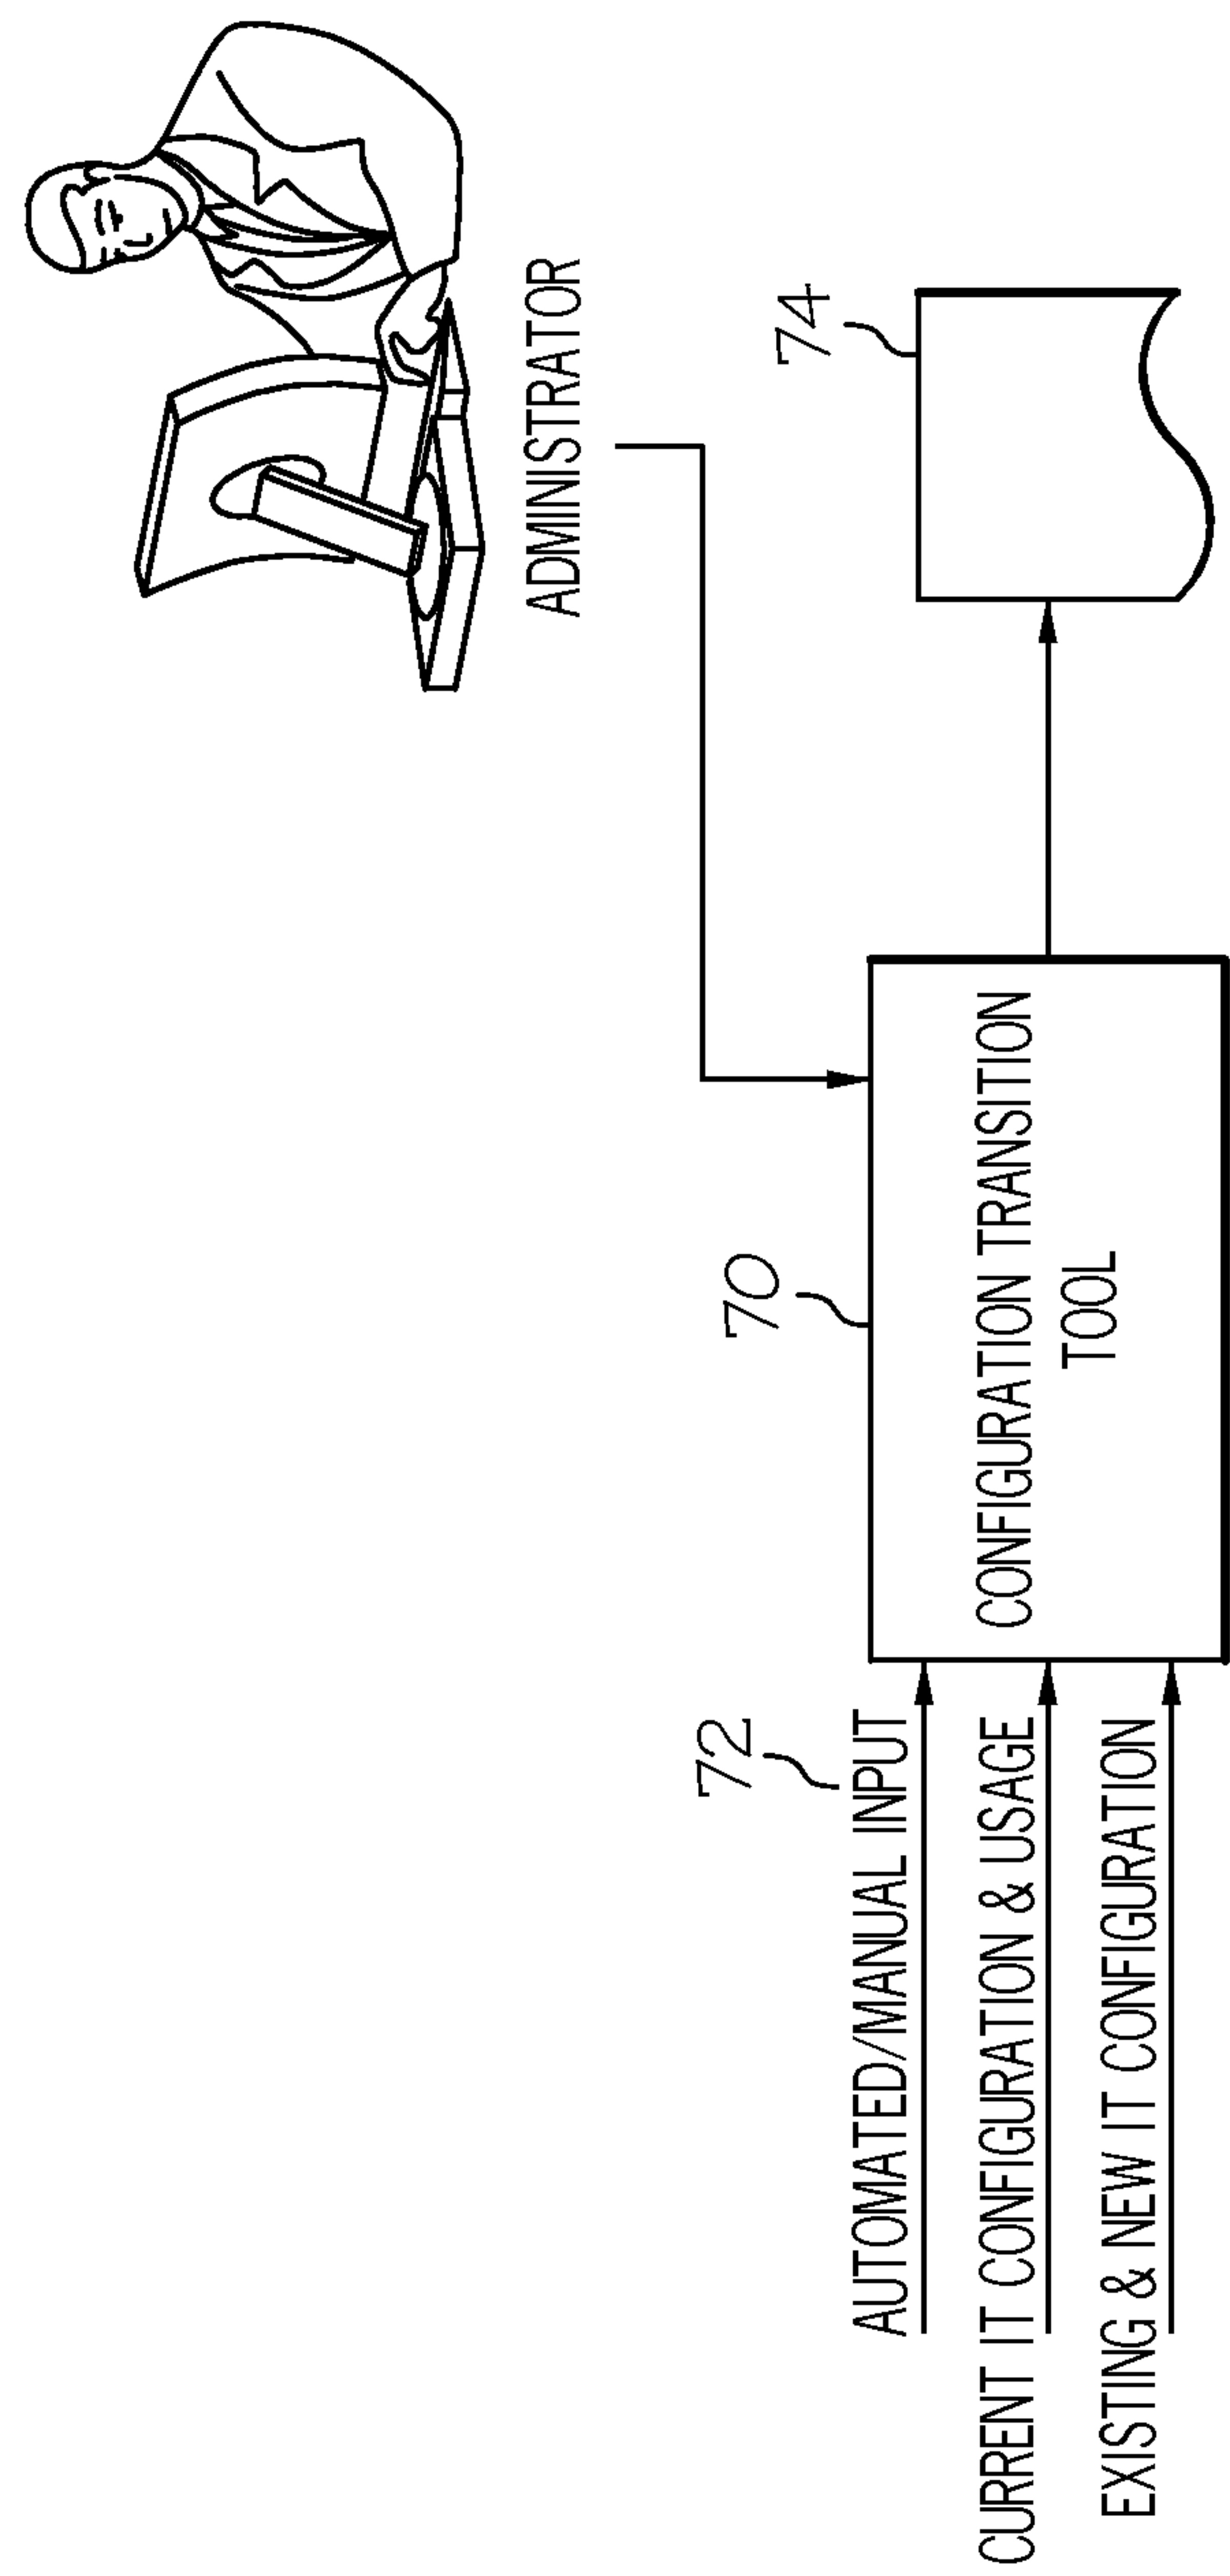 ADMINISTRATOR
72
70
74
AUTOMATED/MANUAL INPUT
CURRENT IT CONFIGURATION & USAGE
EXISTING & NEW IT CONFIGURATION
CONFIGURATION TRANSITION
TOOL